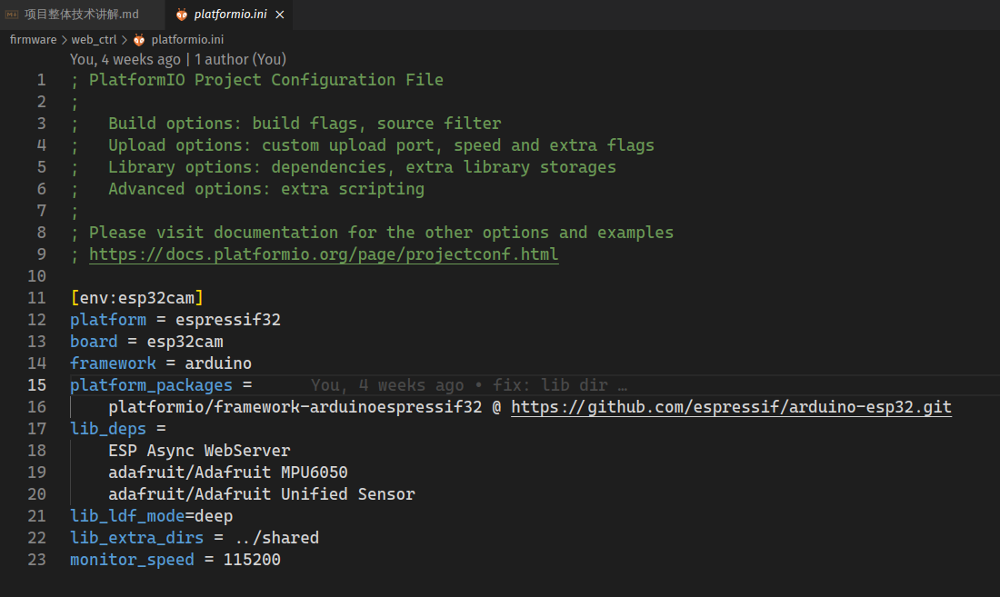 项目整体技术讲解.md platformio.ini ×
firmware > web_ctrl > platformio.ini
You, 4 weeks ago | 1 author (You)
1 ; PlatformIO Project Configuration File
2 ;
3 ;   Build options: build flags, source filter
4 ;   Upload options: custom upload port, speed and extra flags
5 ;   Library options: dependencies, extra library storages
6 ;   Advanced options: extra scripting
7 ;
8 ; Please visit documentation for the other options and examples
9 ; https://docs.platformio.org/page/projectconf.html
10
11 [env:esp32cam]
12 platform = espressif32
13 board = esp32cam
14 framework = arduino
15 platform_packages = You, 4 weeks ago • fix: lib dir …
16     platformio/framework-arduinoespressif32 @ https://github.com/espressif/arduino-esp32.git
17 lib_deps =
18     ESP Async WebServer
19     adafruit/Adafruit MPU6050
20     adafruit/Adafruit Unified Sensor
21 lib_ldf_mode=deep
22 lib_extra_dirs = ../shared
23 monitor_speed = 115200